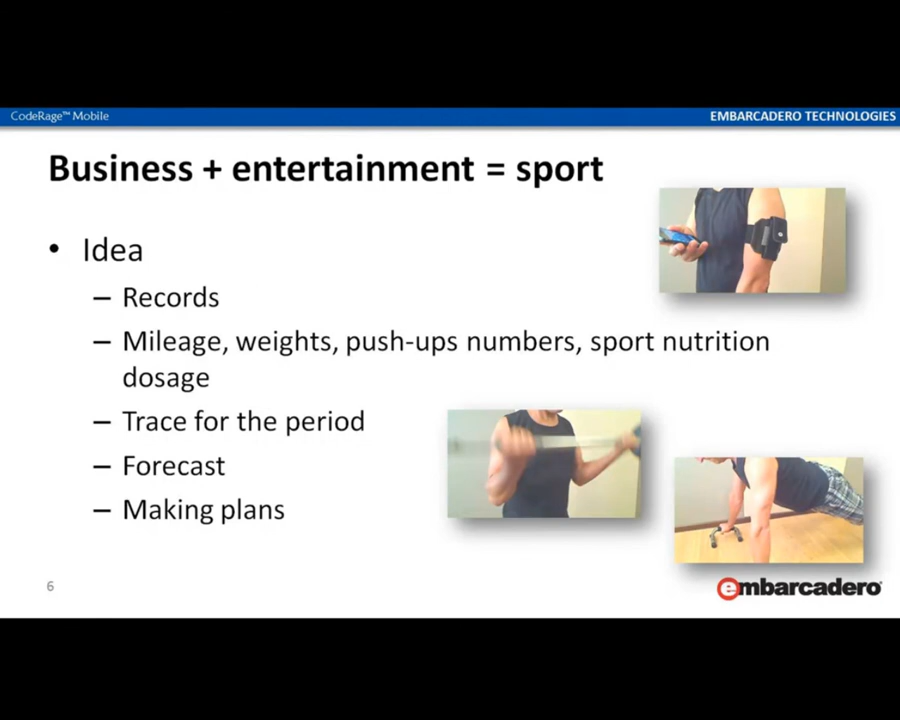 CodeRage™ Mobile
EMBARCADERO TECHNOLOGIES
Business + entertainment = sport
• Idea
– Records
– Mileage, weights, push-ups numbers, sport nutrition
dosage
– Trace for the period
– Forecast
– Making plans
6
embarcadero